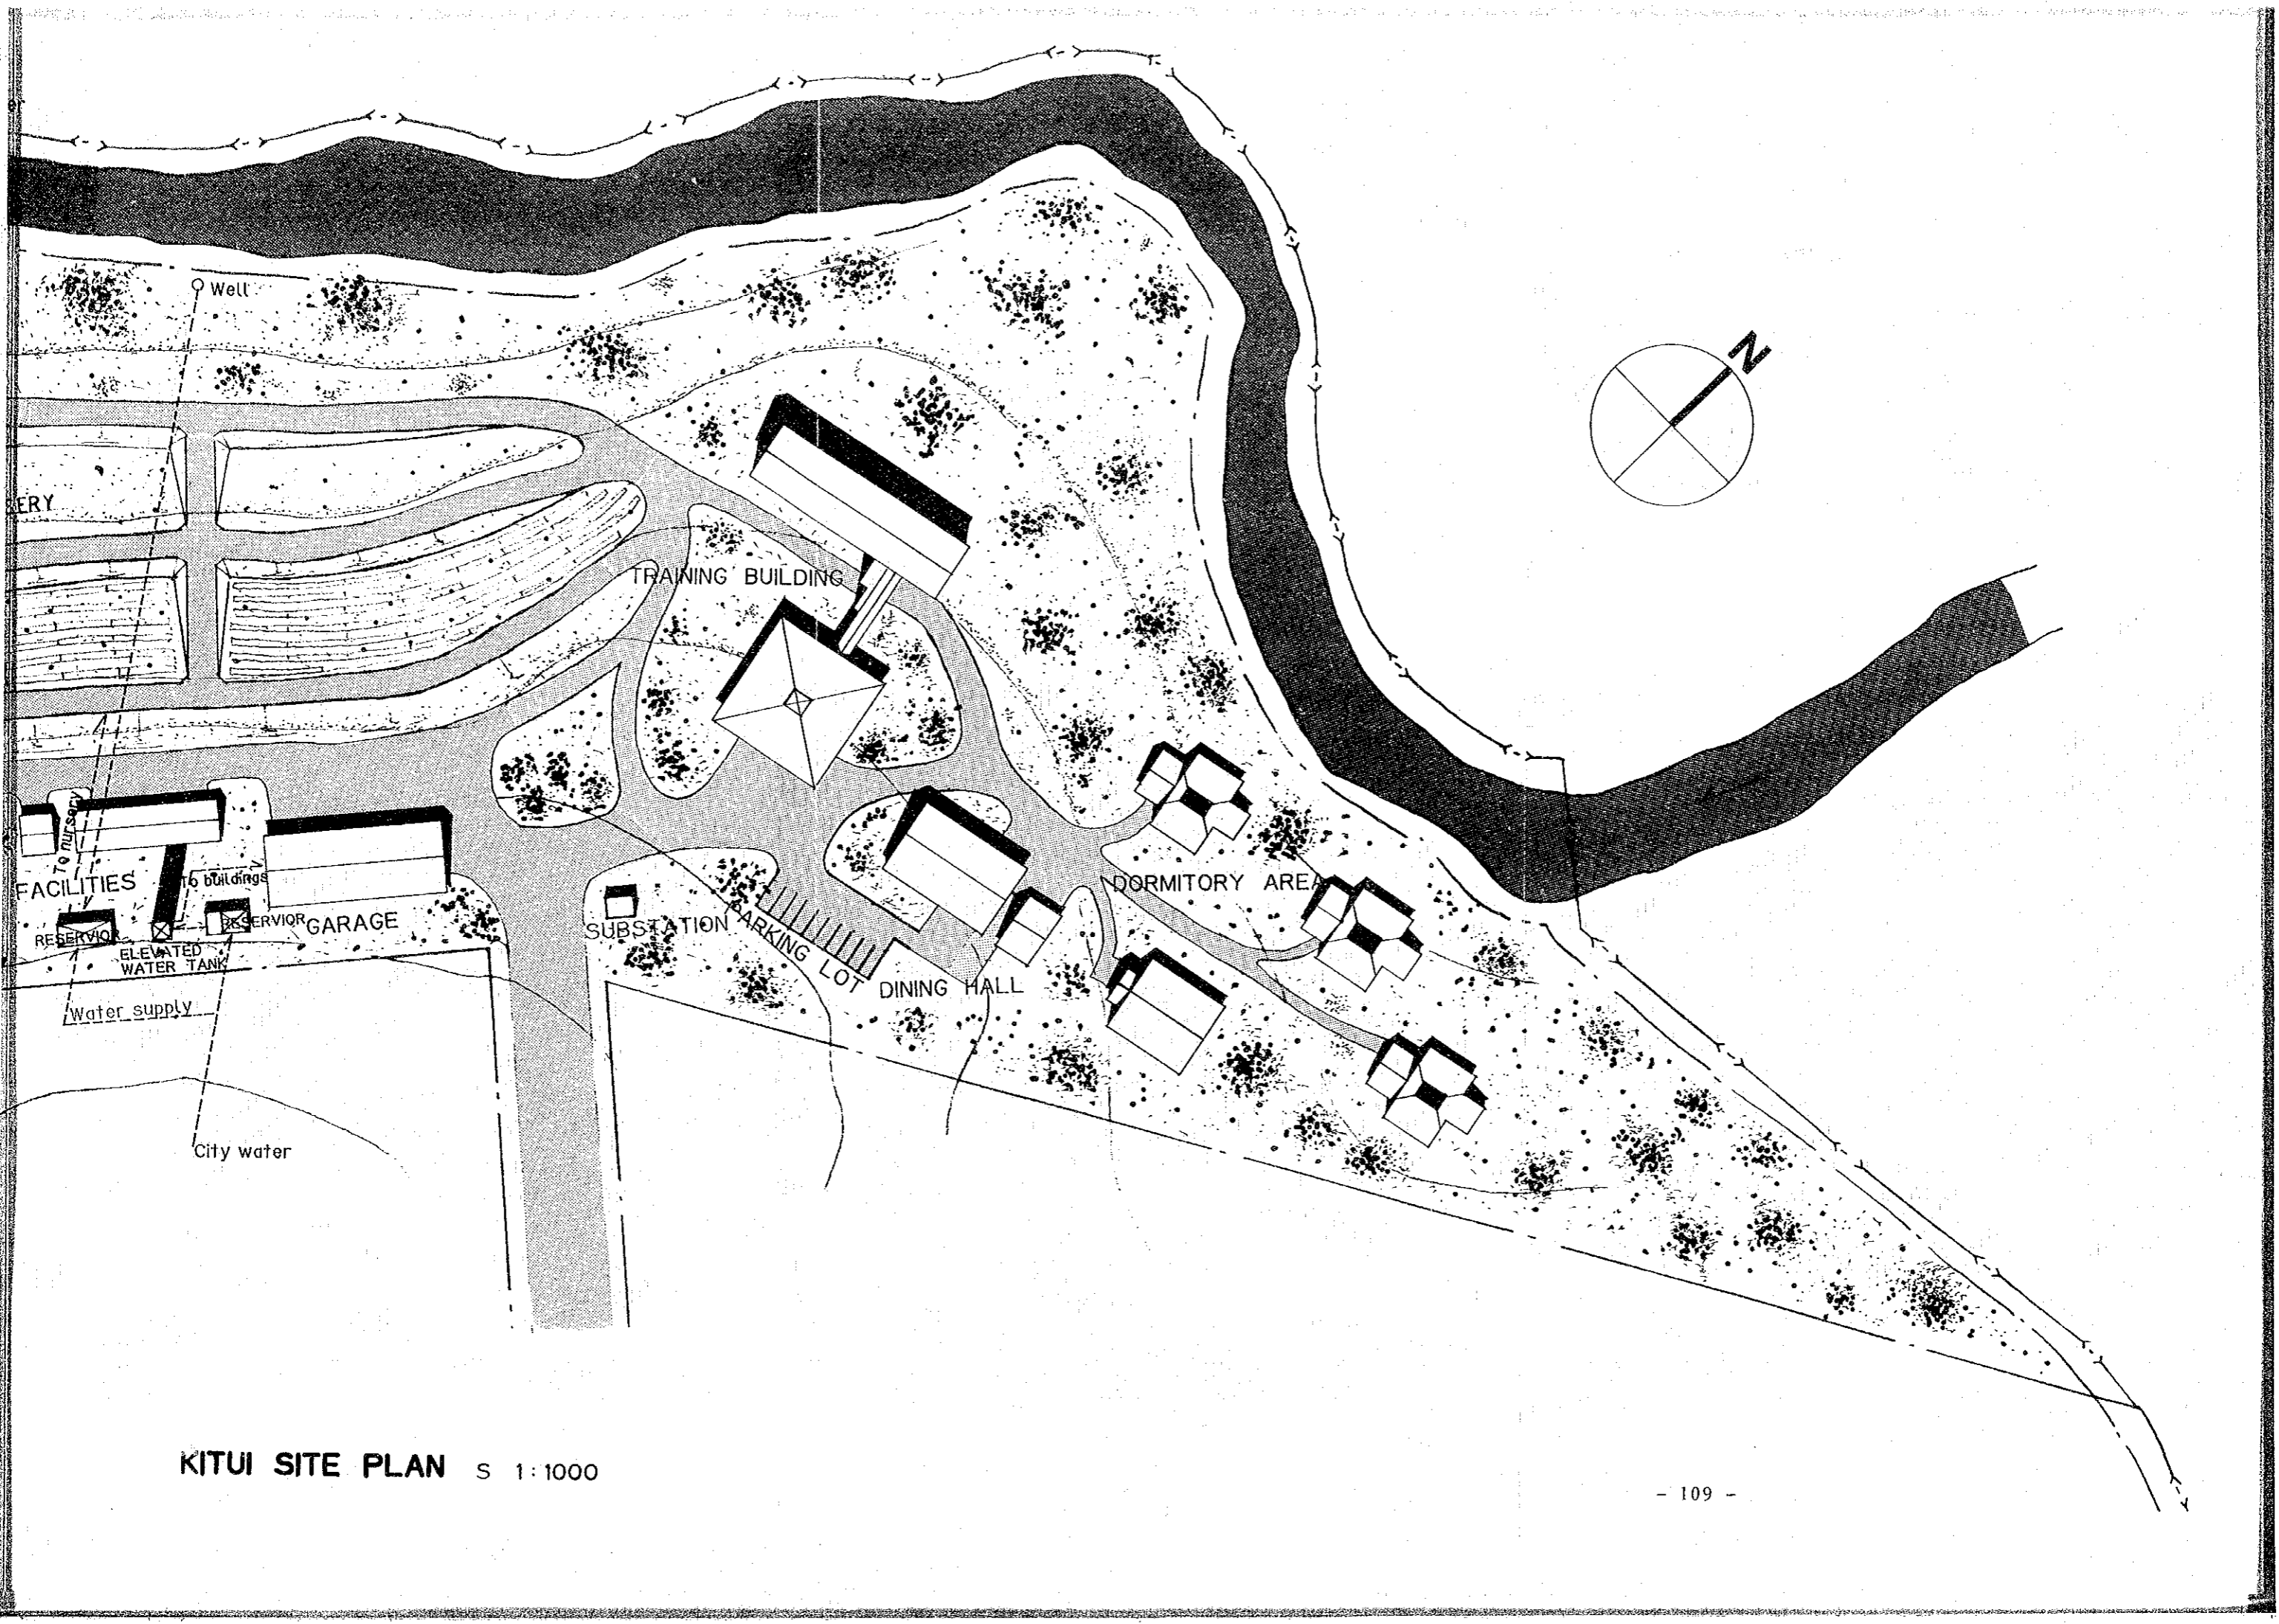 er
Well
N
ERY
TRAINING BUILDING
To nursery
FACILITIES
To buildings
DORMITORY AREA
RESERVIOR
RESERVIOR
GARAGE
SUBSTATION
PARKING LOT
ELEVATED
WATER TANK
DINING HALL
Water supply
City water
KITUI SITE PLAN S 1:1000
- 109 -